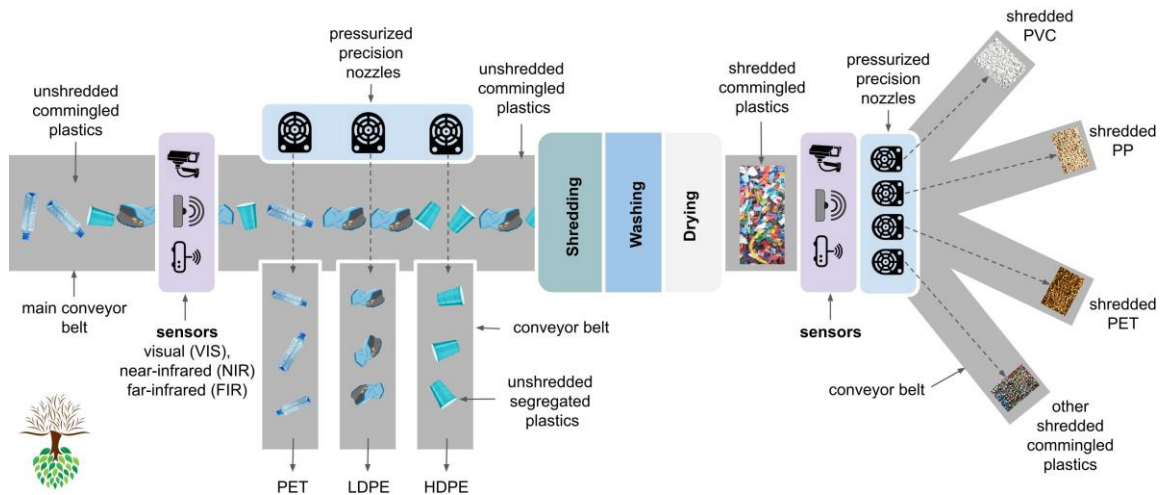 unshredded
commingled
plastics
main conveyor
belt
sensors
visual (VIS),
near-infrared (NIR)
far-infrared (FIR)
pressurized
precision
nozzles
unshredded
commingled
plastics
conveyor belt
unshredded
segregated
plastics
PET
LDPE
HDPE
Shredding
Washing
Drying
shredded
commingled
plastics
sensors
pressurized
precision
nozzles
shredded
PVC
shredded
PP
shredded
PET
conveyor belt
other
shredded
commingled
plastics